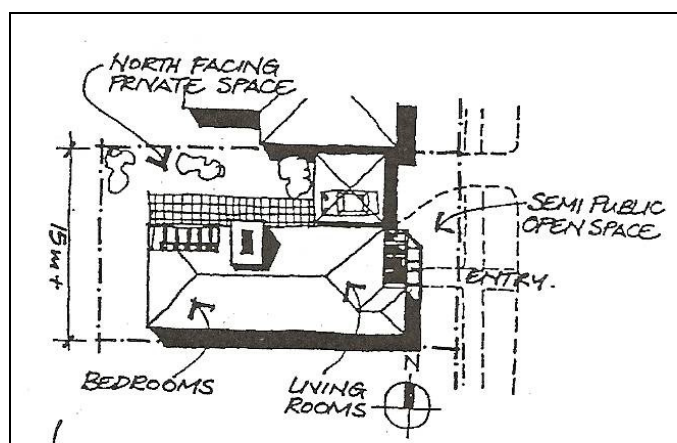 NORTH FACING
PRIVATE SPACE
SEMI PUBLIC
OPEN SPACE
15m+
ENTRY.
BEDROOMS
LIVING
ROOMS
N